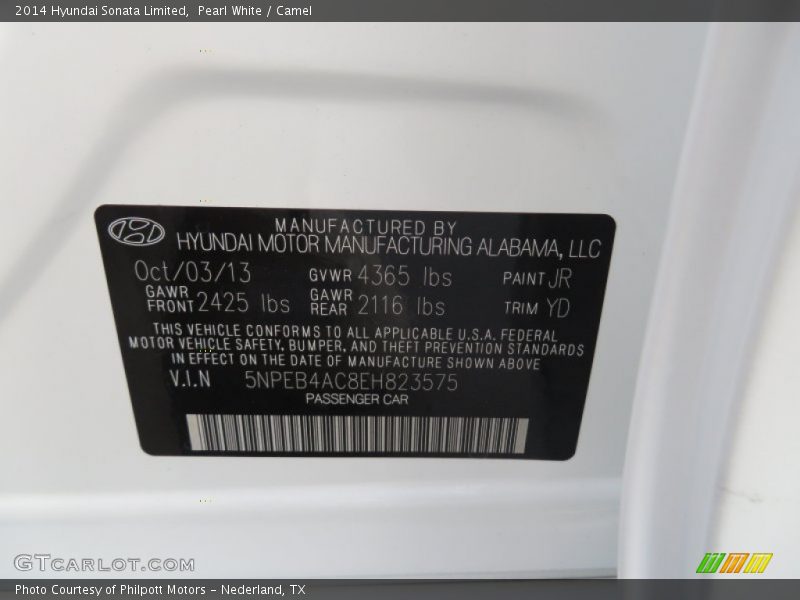 2014 Hyundai Sonata Limited, Pearl White / Camel
MANUFACTURED BY
HYUNDAI MOTOR MANUFACTURING ALABAMA, LLC
Oct/03/13 GVWR 4365 lbs PAINT JR
GAWR FRONT 2425 lbs GAWR REAR 2116 lbs TRIM YD
THIS VEHICLE CONFORMS TO ALL APPLICABLE U.S.A. FEDERAL
MOTOR VEHICLE SAFETY, BUMPER, AND THEFT PREVENTION STANDARDS
IN EFFECT ON THE DATE OF MANUFACTURE SHOWN ABOVE
V.I.N 5NPEB4AC8EH823575
PASSENGER CAR
GTCARLOT.COM
Photo Courtesy of Philpott Motors - Nederland, TX